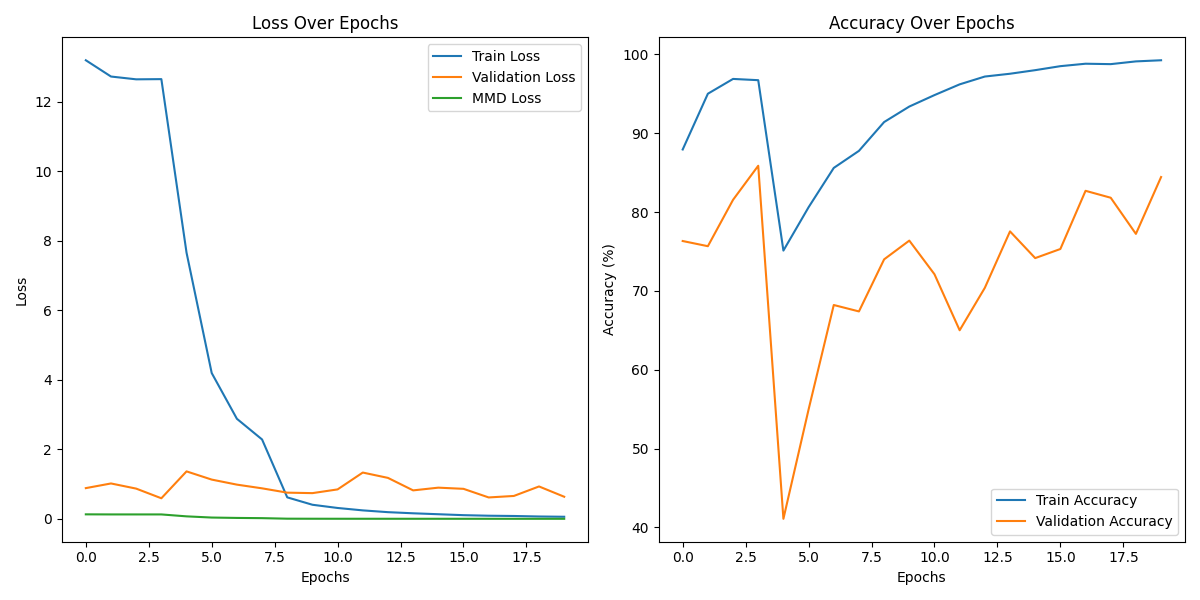 Loss Over Epochs
Train Loss
Validation Loss
MMD Loss
12
10
8
6
4
2
0
Loss
0.0 2.5 5.0 7.5 10.0 12.5 15.0 17.5
Epochs
Accuracy Over Epochs
100
90
80
70
60
50
40
Accuracy (%)
Train Accuracy
Validation Accuracy
0.0 2.5 5.0 7.5 10.0 12.5 15.0 17.5
Epochs